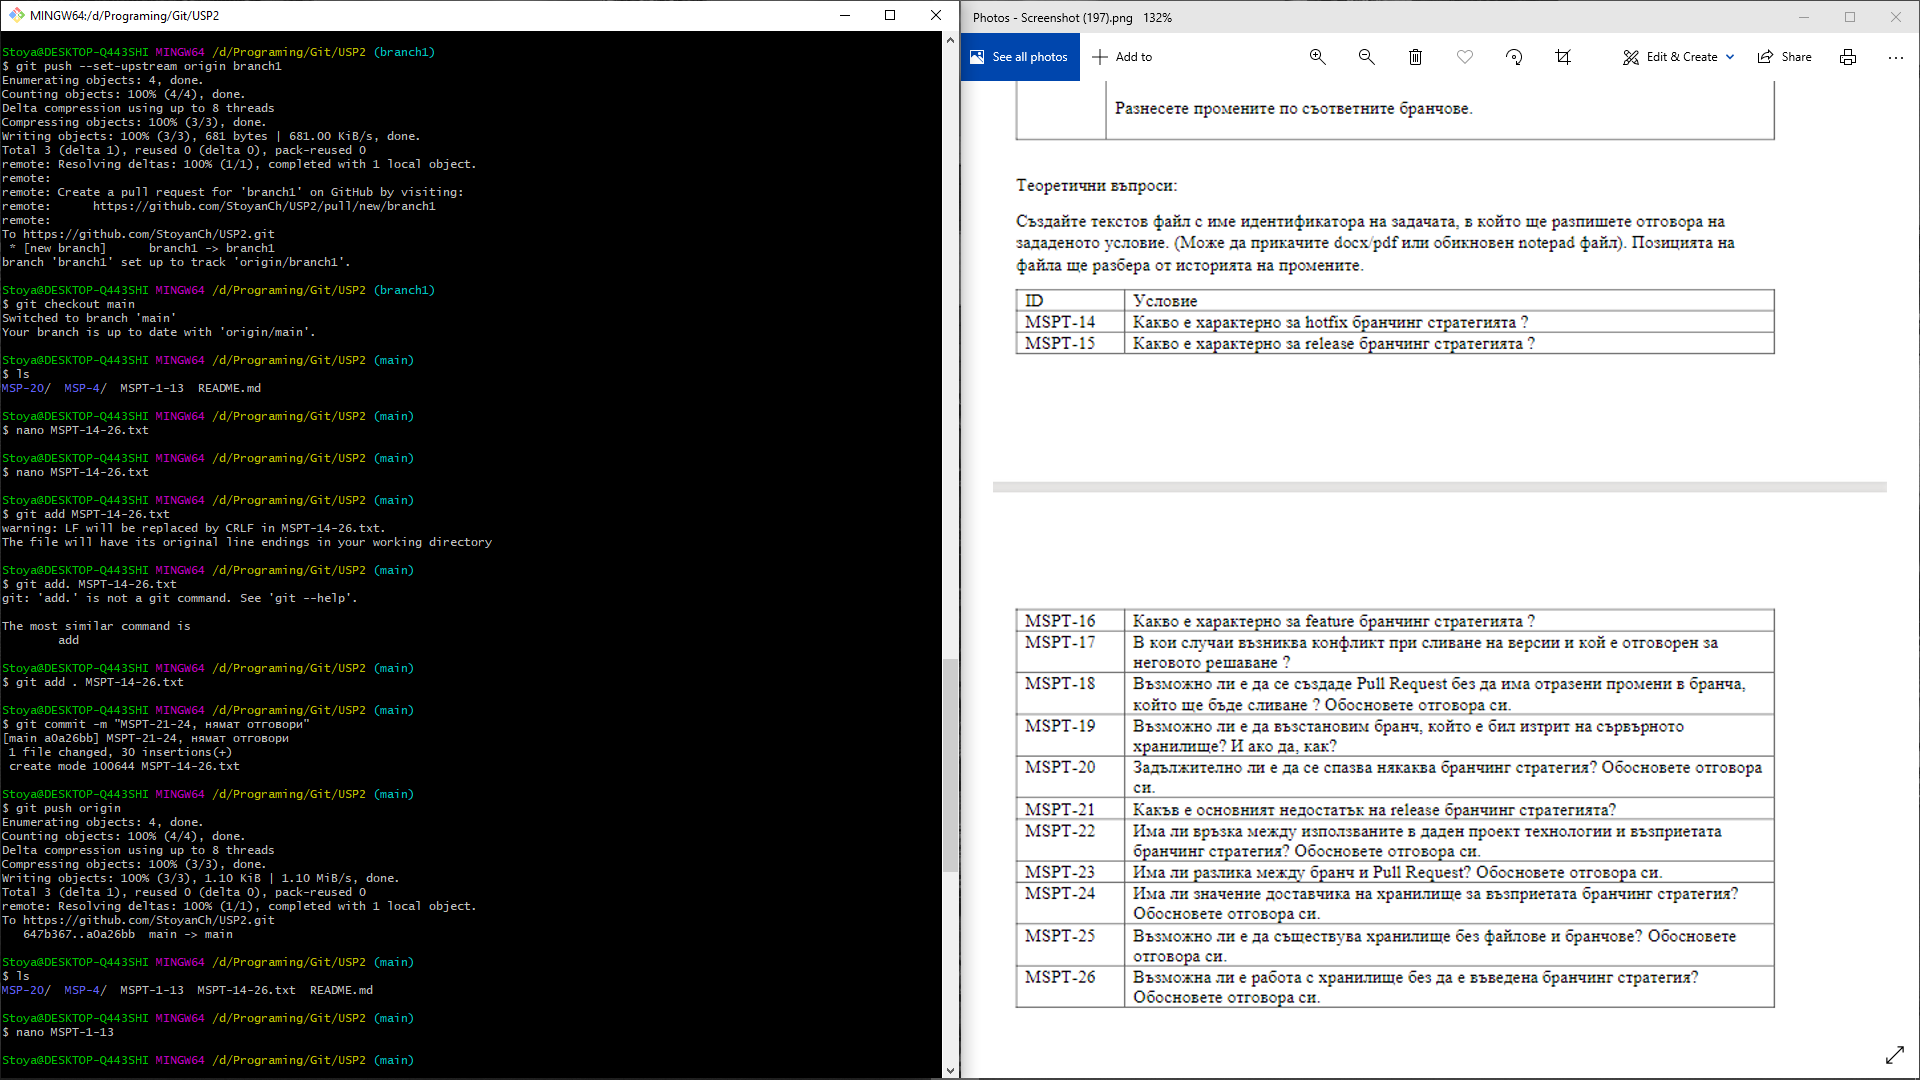 MINGW64:/d/Programing/Git/USP2
Stoya@DESKTOP-Q443SHI MINGW64 /d/Programing/Git/USP2 (branch1)
$ git push --set-upstream origin branch1
Enumerating objects: 4, done.
Counting objects: 100% (4/4), done.
Delta compression using up to 8 threads
Compressing objects: 100% (3/3), done.
Writing objects: 100% (3/3), 681 bytes | 681.00 KiB/s, done.
Total 3 (delta 1), reused 0 (delta 0), pack-reused 0
remote: Resolving deltas: 100% (1/1), completed with 1 local object.
remote:
remote: Create a pull request for 'branch1' on GitHub by visiting:
remote:      https://github.com/StoyanCh/USP2/pull/new/branch1
remote:
To https://github.com/StoyanCh/USP2.git
 * [new branch]      branch1 -> branch1
branch 'branch1' set up to track 'origin/branch1'.
Stoya@DESKTOP-Q443SHI MINGW64 /d/Programing/Git/USP2 (branch1)
$ git checkout main
Switched to branch 'main'
Your branch is up to date with 'origin/main'.
Stoya@DESKTOP-Q443SHI MINGW64 /d/Programing/Git/USP2 (main)
$ ls
MSP-20/  MSP-4/  MSPT-1-13  README.md
Stoya@DESKTOP-Q443SHI MINGW64 /d/Programing/Git/USP2 (main)
$ nano MSPT-14-26.txt
Stoya@DESKTOP-Q443SHI MINGW64 /d/Programing/Git/USP2 (main)
$ nano MSPT-14-26.txt
Stoya@DESKTOP-Q443SHI MINGW64 /d/Programing/Git/USP2 (main)
$ git add MSPT-14-26.txt
warning: LF will be replaced by CRLF in MSPT-14-26.txt.
The file will have its original line endings in your working directory
Stoya@DESKTOP-Q443SHI MINGW64 /d/Programing/Git/USP2 (main)
$ git add. MSPT-14-26.txt
git: 'add.' is not a git command. See 'git --help'.
The most similar command is
        add
Stoya@DESKTOP-Q443SHI MINGW64 /d/Programing/Git/USP2 (main)
$ git add . MSPT-14-26.txt
Stoya@DESKTOP-Q443SHI MINGW64 /d/Programing/Git/USP2 (main)
$ git commit -m "MSPT-21-24, нямат отговори"
[main a0a26bb] MSPT-21-24, нямат отговори
 1 file changed, 30 insertions(+)
 create mode 100644 MSPT-14-26.txt
Stoya@DESKTOP-Q443SHI MINGW64 /d/Programing/Git/USP2 (main)
$ git push origin
Enumerating objects: 4, done.
Counting objects: 100% (4/4), done.
Delta compression using up to 8 threads
Compressing objects: 100% (3/3), done.
Writing objects: 100% (3/3), 1.10 KiB | 1.10 MiB/s, done.
Total 3 (delta 1), reused 0 (delta 0), pack-reused 0
remote: Resolving deltas: 100% (1/1), completed with 1 local object.
To https://github.com/StoyanCh/USP2.git
   647b367..a0a26bb  main -> main
Stoya@DESKTOP-Q443SHI MINGW64 /d/Programing/Git/USP2 (main)
$ ls
MSP-20/  MSP-4/  MSPT-1-13  MSPT-14-26.txt  README.md
Stoya@DESKTOP-Q443SHI MINGW64 /d/Programing/Git/USP2 (main)
$ nano MSPT-1-13
Stoya@DESKTOP-Q443SHI MINGW64 /d/Programing/Git/USP2 (main)
Photos - Screenshot (197).png   132%
See all photos   Add to   Edit & Create   Share
Разнесете промените по съответните бранчове.
Теоретични въпроси:
Създайте текстов файл с име идентификатора на задачата, в който ще разпишете отговора на
зададеното условие. (Може да прикачите docx/pdf или обикновен notepad файл). Позицията на
файла ще разбера от историята на промените.
ID   Условие
MSPT-14   Какво е характерно за hotfix бранчинг стратегията ?
MSPT-15   Какво е характерно за release бранчинг стратегията ?
MSPT-16   Какво е характерно за feature бранчинг стратегията ?
MSPT-17   В кои случаи възниква конфликт при сливане на версии и кой е отговорен за
неговото решаване ?
MSPT-18   Възможно ли е да се създаде Pull Request без да има отразени промени в бранча,
който ще бъде сливане ? Обосновете отговора си.
MSPT-19   Възможно ли е да възстановим бранч, който е бил изтрит на сървърното
хранилище? И ако да, как?
MSPT-20   Задължително ли е да се спазва някаква бранчинг стратегия? Обосновете отговора
си.
MSPT-21   Какъв е основният недостатък на release бранчинг стратегията?
MSPT-22   Има ли връзка между използваните в даден проект технологии и възприетата
бранчинг стратегия? Обосновете отговора си.
MSPT-23   Има ли разлика между бранч и Pull Request? Обосновете отговора си.
MSPT-24   Има ли значение доставчика на хранилище за възприетата бранчинг стратегия?
Обосновете отговора си.
MSPT-25   Възможно ли е да съществува хранилище без файлове и бранчове? Обосновете
отговора си.
MSPT-26   Възможна ли е работа с хранилище без да е въведена бранчинг стратегия?
Обосновете отговора си.